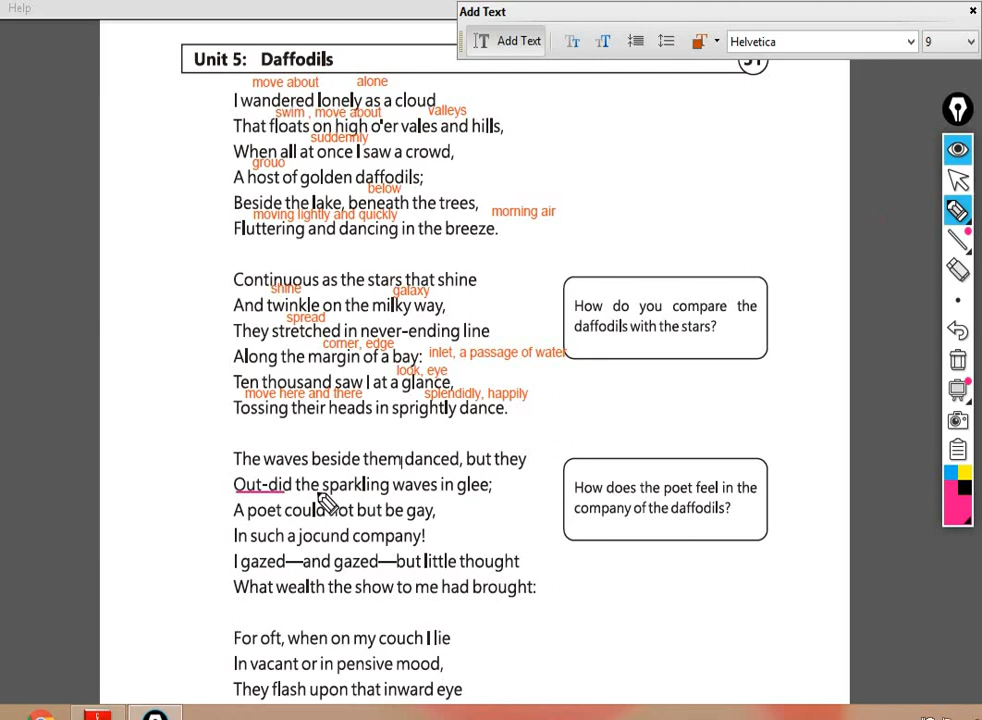 Help
Add Text
Add Text
Helvetica
9
Unit 5: Daffodils
move about alone
I wandered lonely as a cloud
swim , move about valleys
That floats on high o'er vales and hills,
suddennly
When all at once I saw a crowd,
grouo
A host of golden daffodils;
below
Beside the lake, beneath the trees,
moving lightly and quickly morning air
Fluttering and dancing in the breeze.
Continuous as the stars that shine
shine galaxy
And twinkle on the milky way,
spread
They stretched in never-ending line
corner, edge
Along the margin of a bay: inlet, a passage of water
look, eye
Ten thousand saw I at a glance,
move here and there splendidly, happily
Tossing their heads in sprightly dance.
How do you compare the
daffodils with the stars?
The waves beside them danced, but they
Out-did the sparkling waves in glee;
A poet could not but be gay,
In such a jocund company!
I gazed—and gazed—but little thought
What wealth the show to me had brought:
How does the poet feel in the
company of the daffodils?
For oft, when on my couch I lie
In vacant or in pensive mood,
They flash upon that inward eye